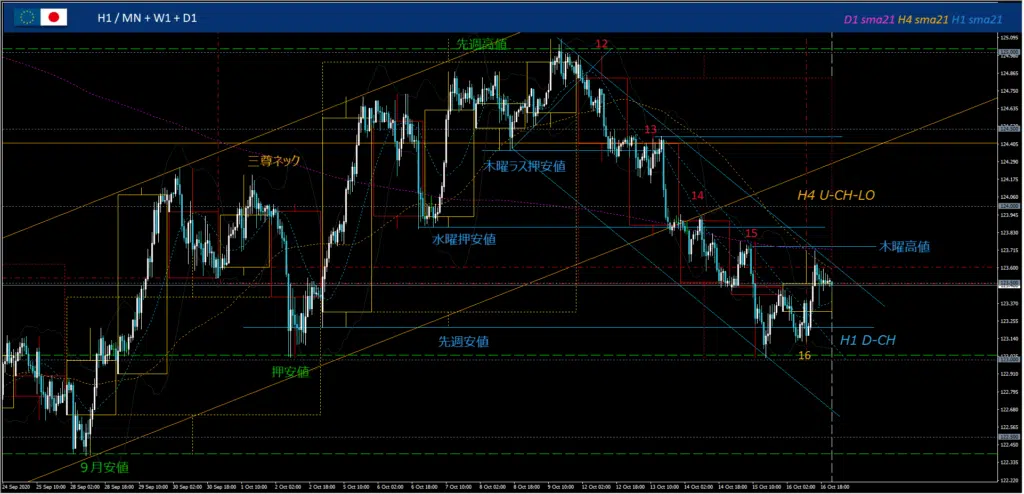 H1 / MN + W1 + D1
D1 sma21 H4 sma21 H1 sma21
先週高値
12
13
三尊ネック
木曜ラス押安値
14
H4 U-CH-LO
水曜押安値
15
木曜高値
先週安値
H1 D-CH
16
押安値
9月安値
125.095
124.980
124.865
124.750
124.635
124.405
124.290
124.175
123.945
123.830
123.715
123.600
123.370
123.255
123.140
122.910
122.795
122.680
122.565
122.450
122.335
122.220
24 Sep 2020
25 Sep 10:00
28 Sep 02:00
28 Sep 18:00
29 Sep 10:00
30 Sep 02:00
30 Sep 18:00
1 Oct 10:00
2 Oct 02:00
2 Oct 18:00
5 Oct 10:00
6 Oct 02:00
6 Oct 18:00
7 Oct 10:00
8 Oct 02:00
8 Oct 18:00
9 Oct 10:00
12 Oct 02:00
12 Oct 18:00
13 Oct 10:00
14 Oct 02:00
14 Oct 18:00
15 Oct 10:00
16 Oct 02:00
16 Oct 18:00